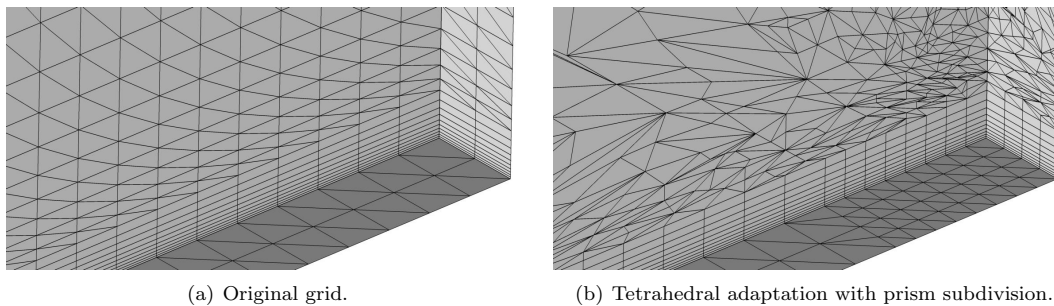 (a) Original grid.
(b) Tetrahedral adaptation with prism subdivision.